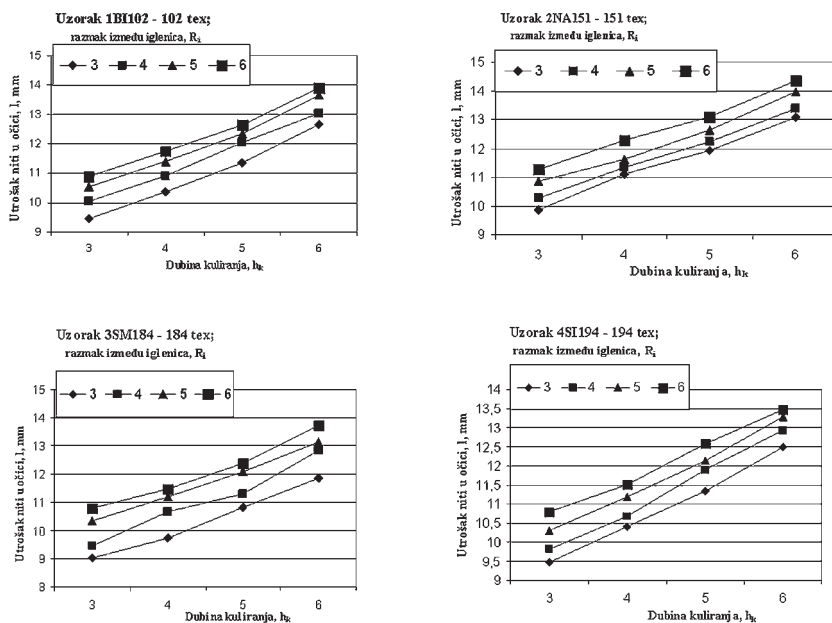 Uzorak 1BI102 - 102 tex;
razmak između iglenica, Ri
3 4 5 6
15
14
13
12
11
10
9
Utrošak niti u očici, l, mm
3 4 5 6
Dubina kuliranja, hk
Uzorak 2NA151 - 151 tex;
razmak između iglenica, Ri
3 4 5 6
15
14
13
12
11
10
9
Utrošak niti u očici, l, mm
3 4 5 6
Dubina kuliranja, hk
Uzorak 3SM184 - 184 tex;
razmak između iglenica, Ri
3 4 5 6
15
14
13
12
11
10
9
8
Utrošak niti u očici, l, mm
3 4 5 6
Dubina kuliranja, hk
Uzorak 4SI194 - 194 tex;
razmak između iglenica, Ri
3 4 5 6
14
13,5
13
12,5
12
11,5
11
10,5
10
9,5
9
Utrošak niti u očici, l, mm
3 4 5 6
Dubina kuliranja, hk